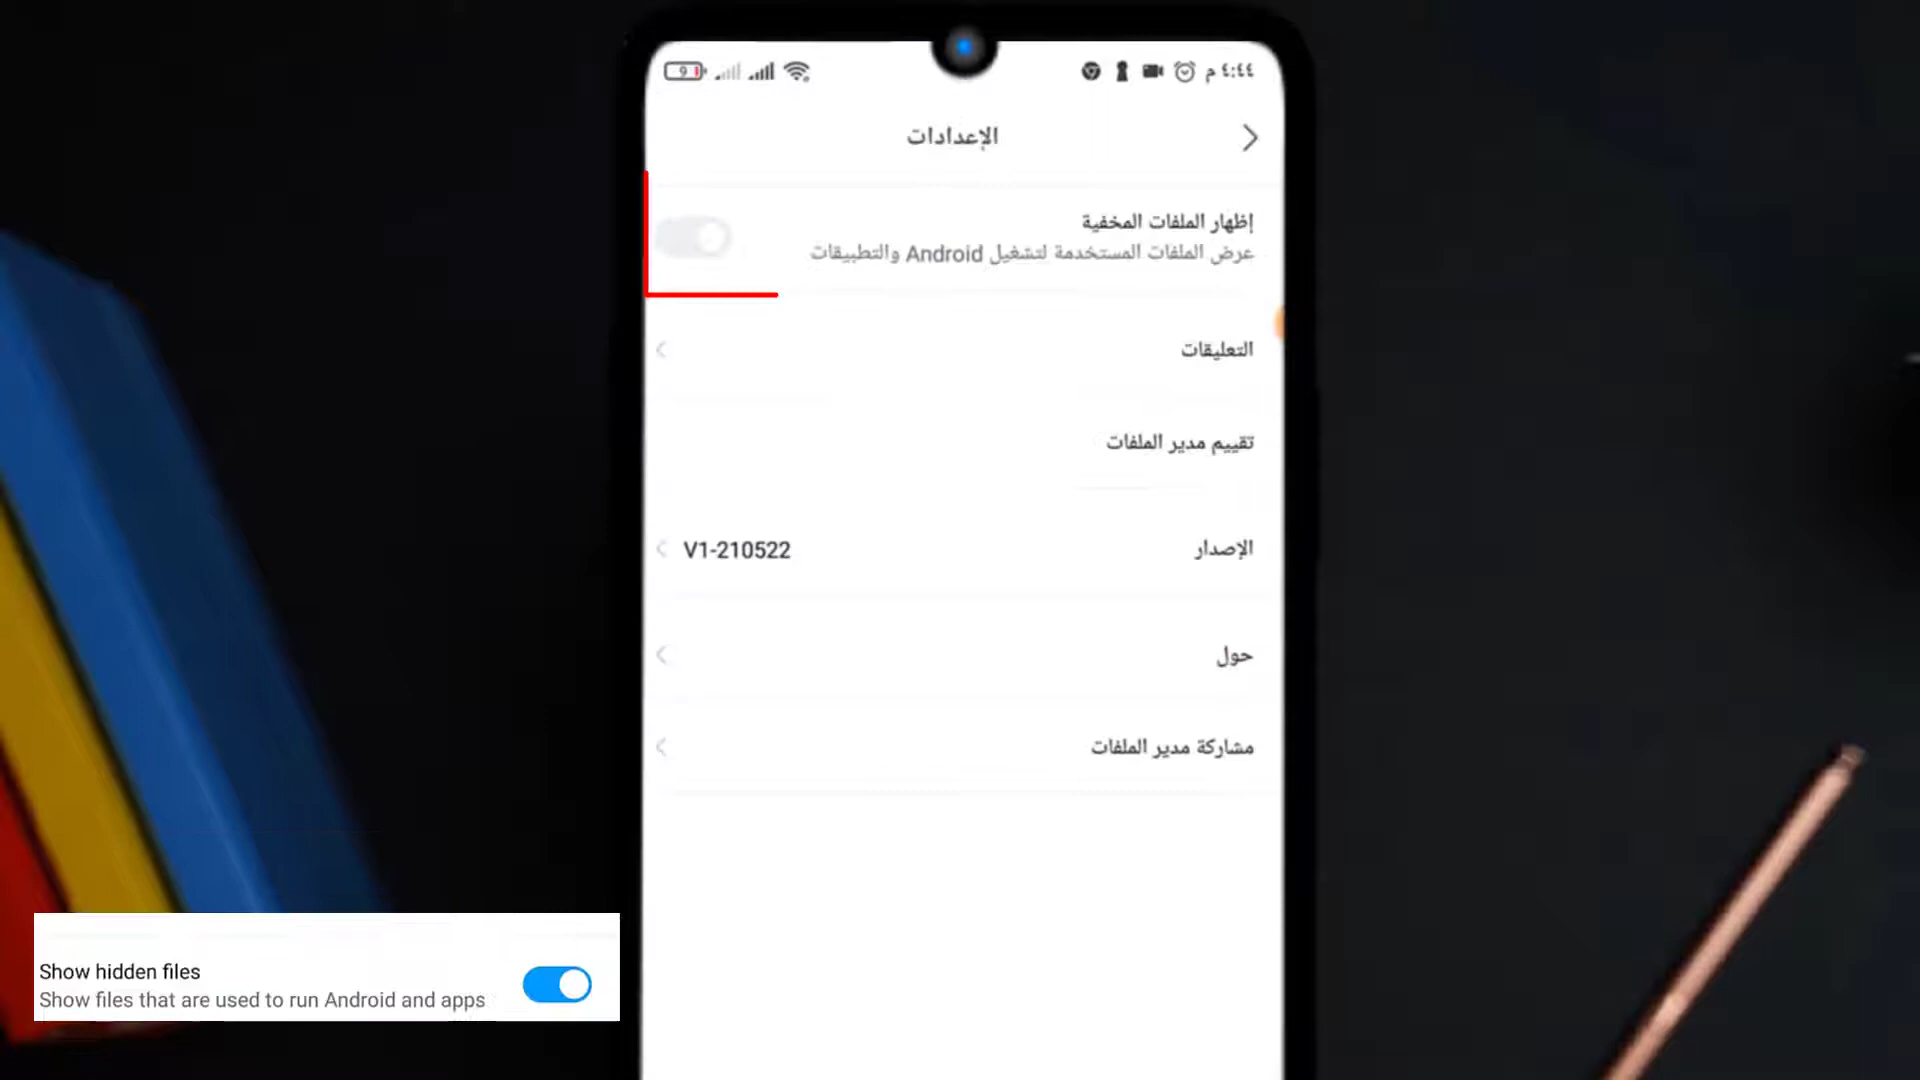 9
م ٤:٤٤
الإعدادات
إظهار الملفات المخفية
عرض الملفات المستخدمة لتشغيل Android والتطبيقات
التعليقات
تقييم مدير الملفات
الإصدار
V1-210522
حول
مشاركة مدير الملفات
Show hidden files
Show files that are used to run Android and apps